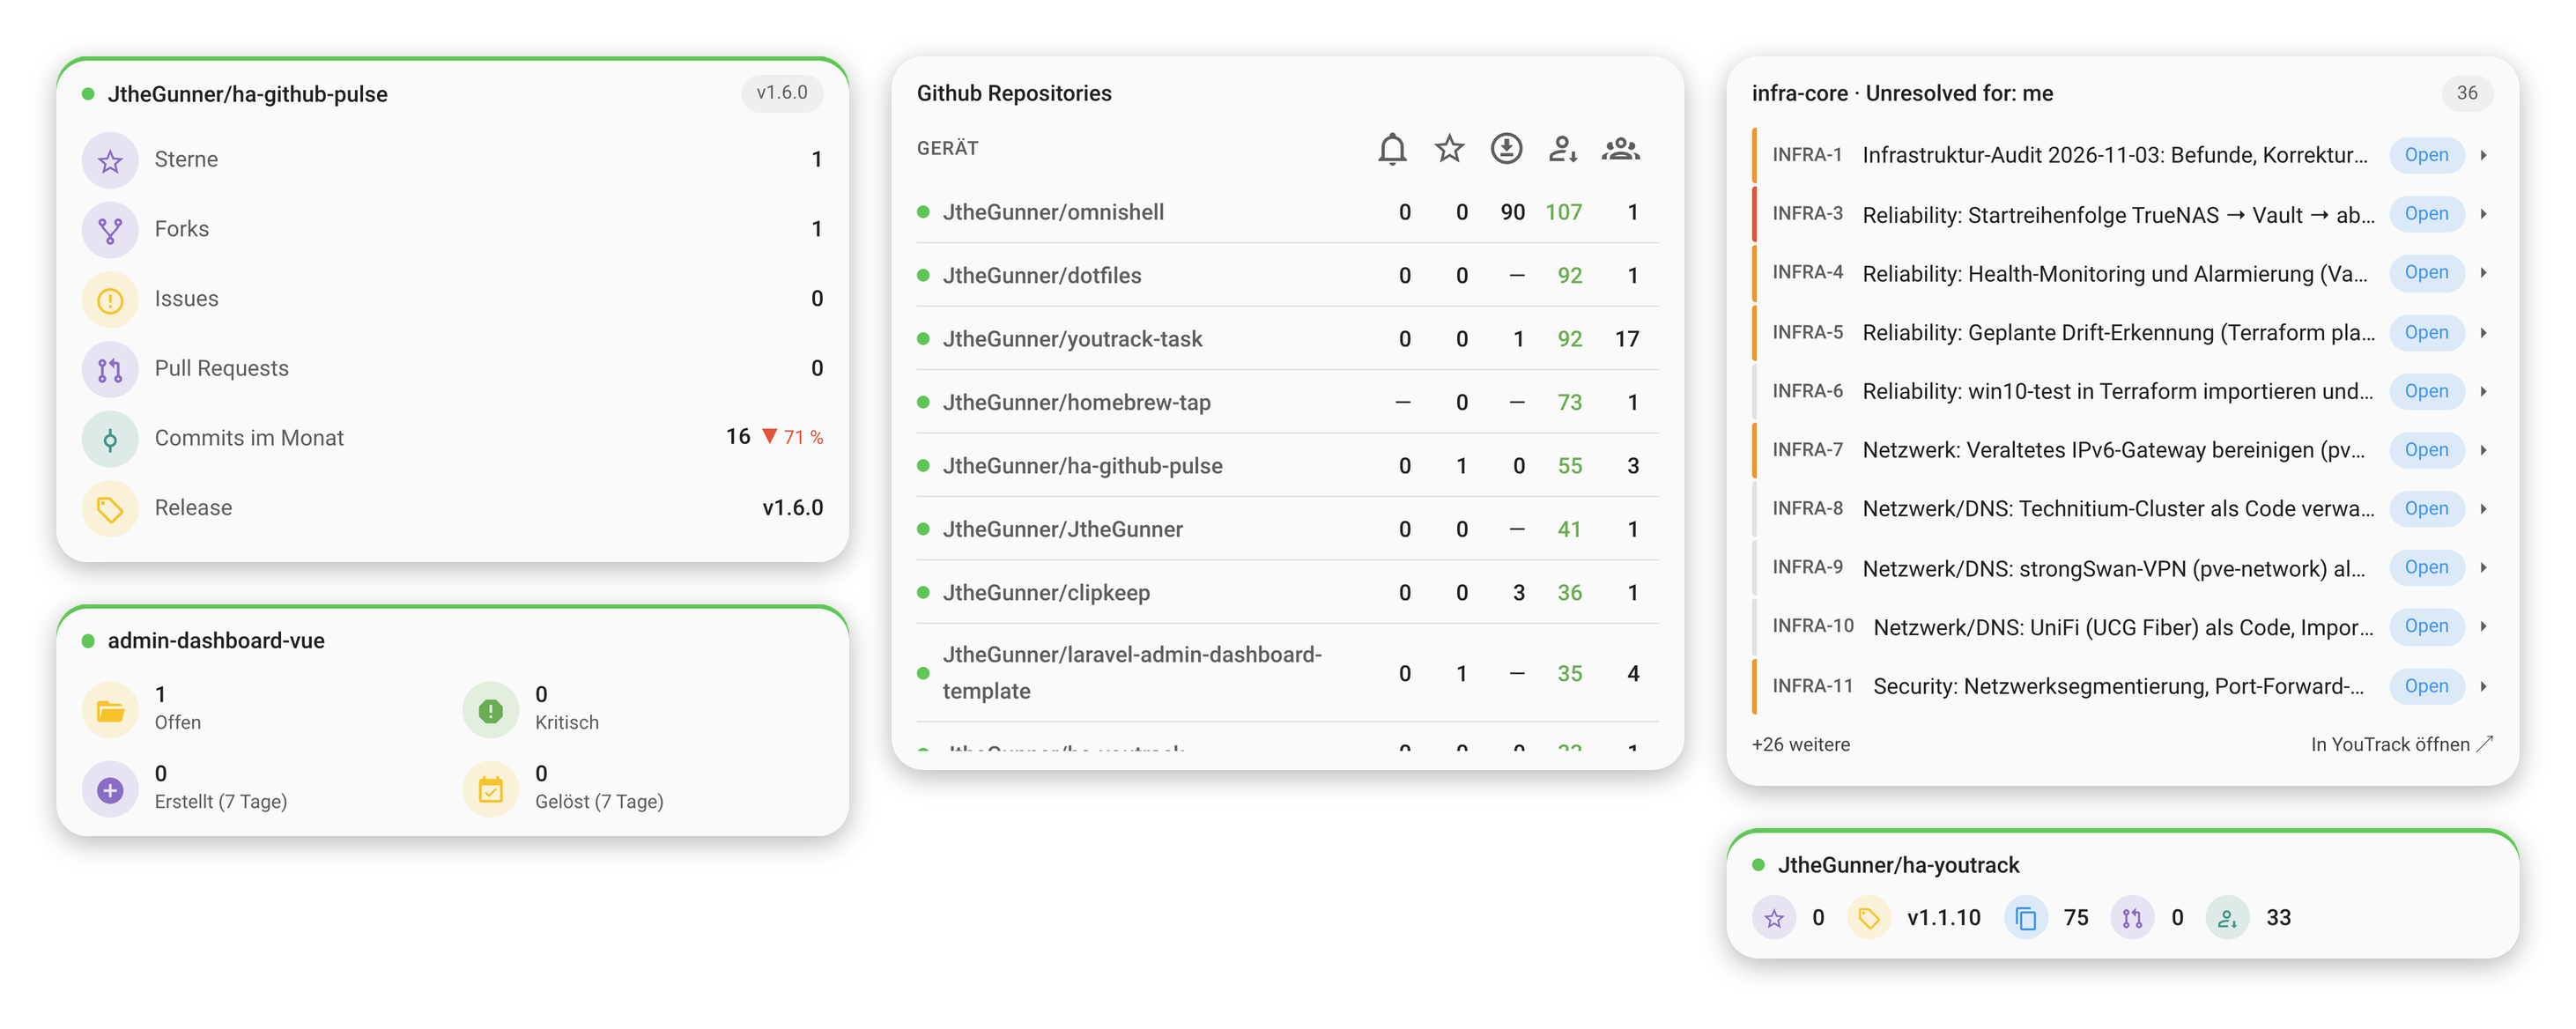 JtheGunner/ha-github-pulse v1.6.0
Sterne 1
Forks 1
Issues 0
Pull Requests 0
Commits im Monat 16 ▼ 71 %
Release v1.6.0
admin-dashboard-vue
1
Offen
0
Kritisch
0
Erstellt (7 Tage)
0
Gelöst (7 Tage)
Github Repositories
GERÄT
JtheGunner/omnishell 0 0 90 107 1
JtheGunner/dotfiles 0 0 — 92 1
JtheGunner/youtrack-task 0 0 1 92 17
JtheGunner/homebrew-tap — 0 — 73 1
JtheGunner/ha-github-pulse 0 1 0 55 3
JtheGunner/JtheGunner 0 0 — 41 1
JtheGunner/clipkeep 0 0 3 36 1
JtheGunner/laravel-admin-dashboard-
template 0 1 — 35 4
infra-core · Unresolved for: me 36
INFRA-1 Infrastruktur-Audit 2026-11-03: Befunde, Korrektur... Open
INFRA-3 Reliability: Startreihenfolge TrueNAS → Vault → ab... Open
INFRA-4 Reliability: Health-Monitoring und Alarmierung (Va... Open
INFRA-5 Reliability: Geplante Drift-Erkennung (Terraform pla... Open
INFRA-6 Reliability: win10-test in Terraform importieren und... Open
INFRA-7 Netzwerk: Veraltetes IPv6-Gateway bereinigen (pv... Open
INFRA-8 Netzwerk/DNS: Technitium-Cluster als Code verwa... Open
INFRA-9 Netzwerk/DNS: strongSwan-VPN (pve-network) al... Open
INFRA-10 Netzwerk/DNS: UniFi (UCG Fiber) als Code, Impor... Open
INFRA-11 Security: Netzwerksegmentierung, Port-Forward-... Open
+26 weitere In YouTrack öffnen ↗
JtheGunner/ha-youtrack
0 v1.1.10 75 0 33